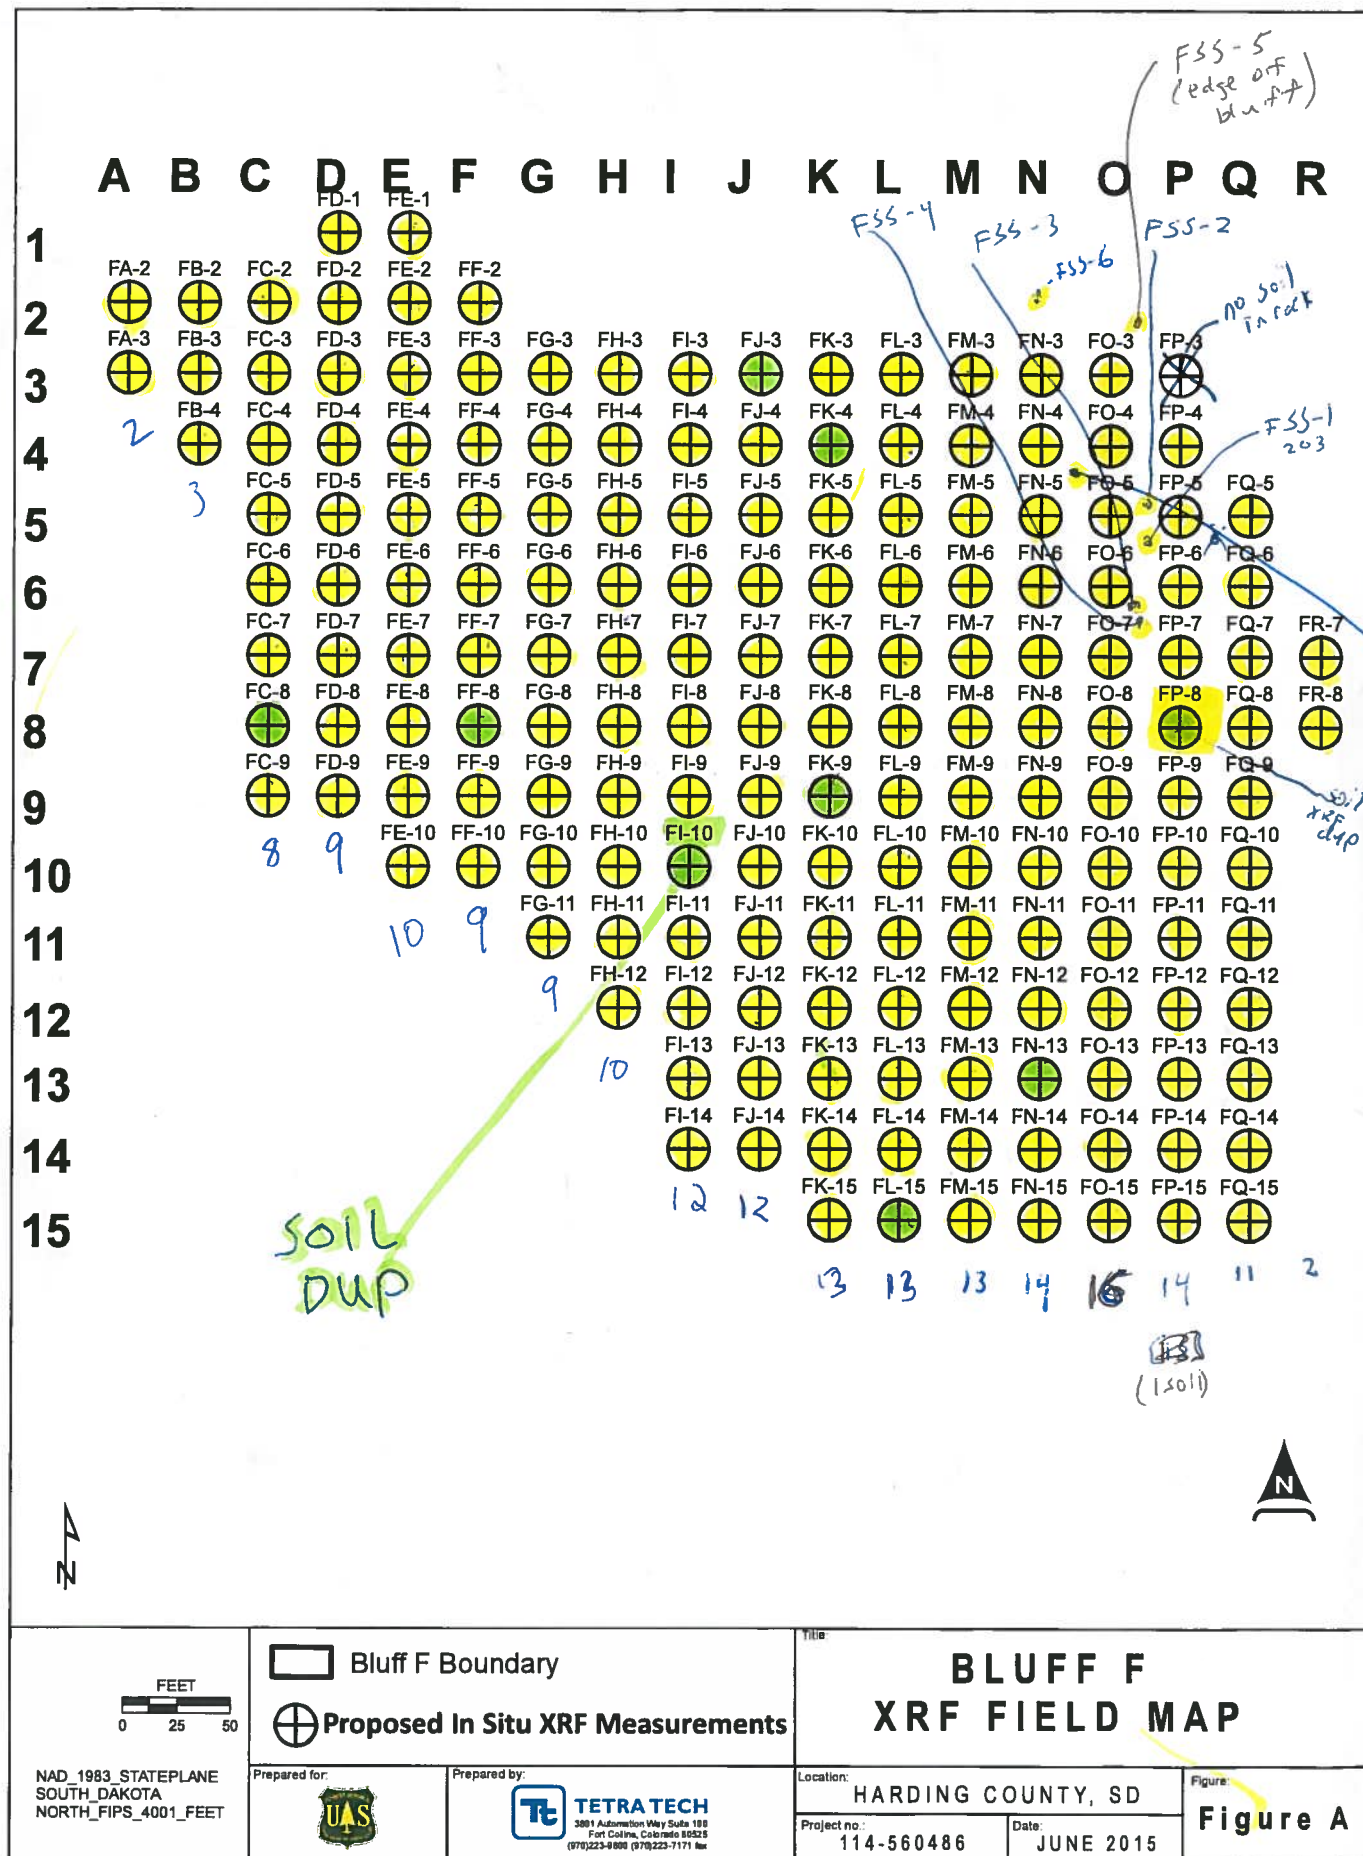 FSS-5
(edge of
bluff)
A B C D E F G H I J K L M N O P Q R
FSS-4 FSS-3 FSS-2
FSS-6
no soil
in rock
FD-1 FE-1
1
FA-2 FB-2 FC-2 FD-2 FE-2 FF-2
2
FA-3 FB-3 FC-3 FD-3 FE-3 FF-3 FG-3 FH-3 FI-3 FJ-3 FK-3 FL-3 FM-3 FN-3 FO-3 FP-3
3
FB-4 FC-4 FD-4 FE-4 FF-4 FG-4 FH-4 FI-4 FJ-4 FK-4 FL-4 FM-4 FN-4 FO-4 FP-4
4
2
FSS-1
203
FC-5 FD-5 FE-5 FF-5 FG-5 FH-5 FI-5 FJ-5 FK-5 FL-5 FM-5 FN-5 FO-5 FP-5 FQ-5
5
3
FC-6 FD-6 FE-6 FF-6 FG-6 FH-6 FI-6 FJ-6 FK-6 FL-6 FM-6 FN-6 FO-6 FP-6 FQ-6
6
FC-7 FD-7 FE-7 FF-7 FG-7 FH-7 FI-7 FJ-7 FK-7 FL-7 FM-7 FN-7 FO-7 FP-7 FQ-7 FR-7
7
FC-8 FD-8 FE-8 FF-8 FG-8 FH-8 FI-8 FJ-8 FK-8 FL-8 FM-8 FN-8 FO-8 FP-8 FQ-8 FR-8
8
FC-9 FD-9 FE-9 FF-9 FG-9 FH-9 FI-9 FJ-9 FK-9 FL-9 FM-9 FN-9 FO-9 FP-9 FQ-9
9
soil
XRF
dup
FE-10 FF-10 FG-10 FH-10 FI-10 FJ-10 FK-10 FL-10 FM-10 FN-10 FO-10 FP-10 FQ-10
10
8 9
FG-11 FH-11 FI-11 FJ-11 FK-11 FL-11 FM-11 FN-11 FO-11 FP-11 FQ-11
11
10 9
FH-12 FI-12 FJ-12 FK-12 FL-12 FM-12 FN-12 FO-12 FP-12 FQ-12
12
9
FI-13 FJ-13 FK-13 FL-13 FM-13 FN-13 FO-13 FP-13 FQ-13
13
10
FI-14 FJ-14 FK-14 FL-14 FM-14 FN-14 FO-14 FP-14 FQ-14
14
FK-15 FL-15 FM-15 FN-15 FO-15 FP-15 FQ-15
15
12 12
SOIL
DUP
13 13 13 14 14 11 2
(1 soil)
N
N
FEET
0 25 50
NAD_1983_STATEPLANE
SOUTH_DAKOTA
NORTH_FIPS_4001_FEET
Bluff F Boundary
Proposed In Situ XRF Measurements
Prepared for:
UAS
Prepared by:
Tt TETRA TECH
3801 Automation Way Suite 100
Fort Collins, Colorado 80525
(970)223-9600 (970)223-7171 fax
Title:
BLUFF F
XRF FIELD MAP
Location:
HARDING COUNTY, SD
Project no.:
114-560486
Date:
JUNE 2015
Figure:
Figure A